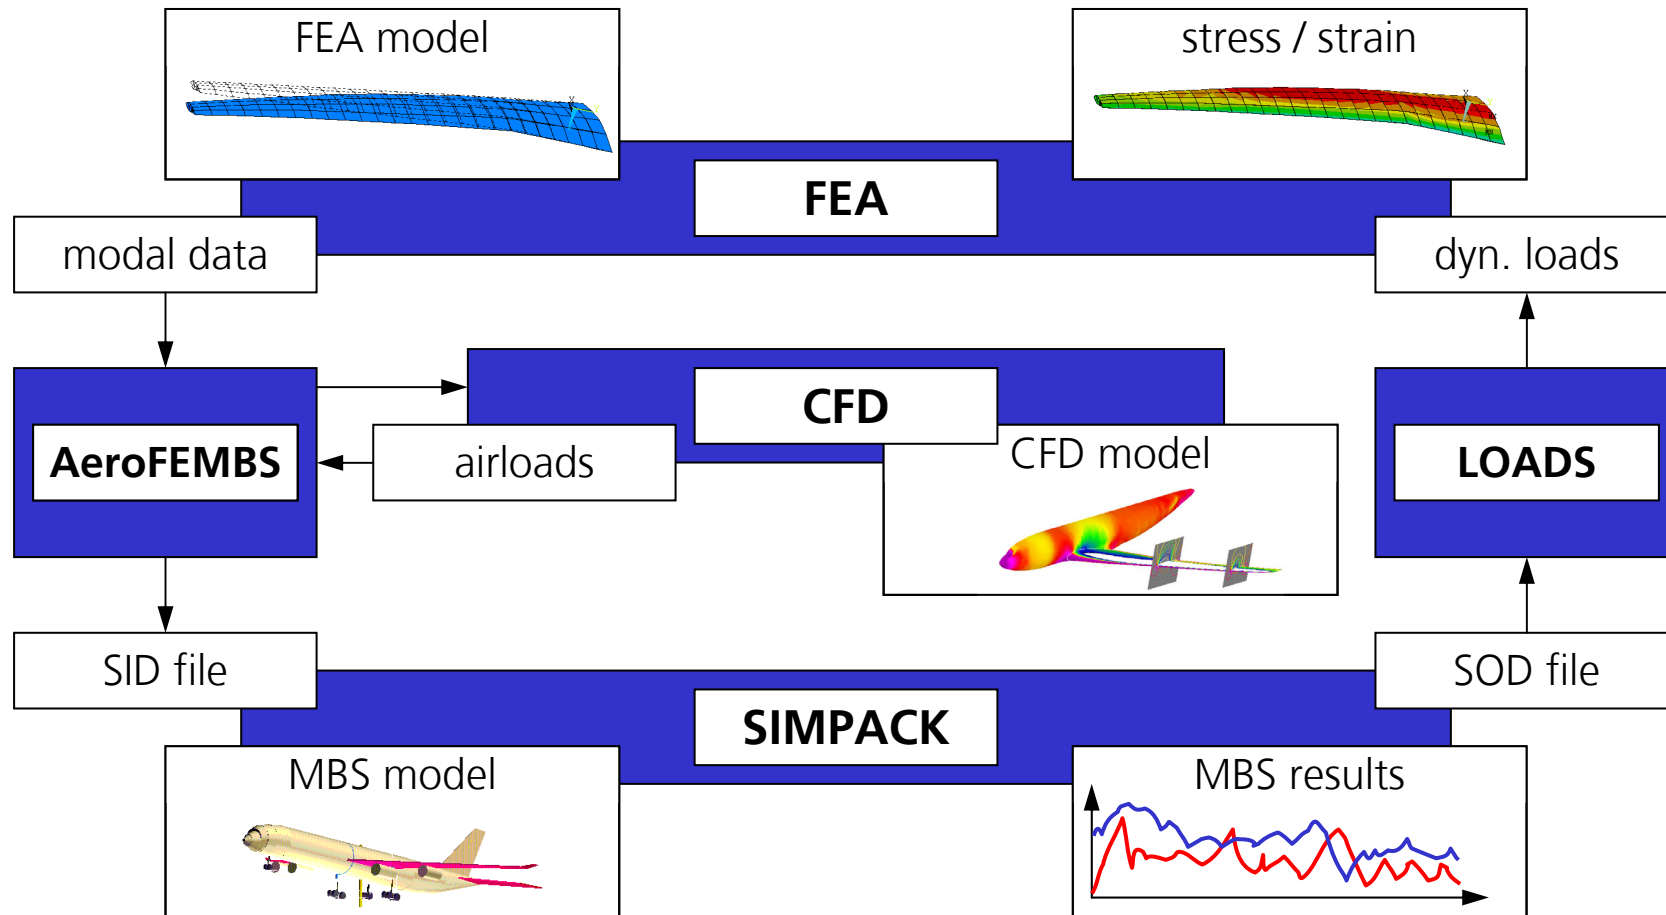 FEA model
stress / strain
FEA
modal data
dyn. loads
CFD
AeroFEMBS
airloads
CFD model
LOADS
SID file
SOD file
SIMPACK
MBS model
MBS results